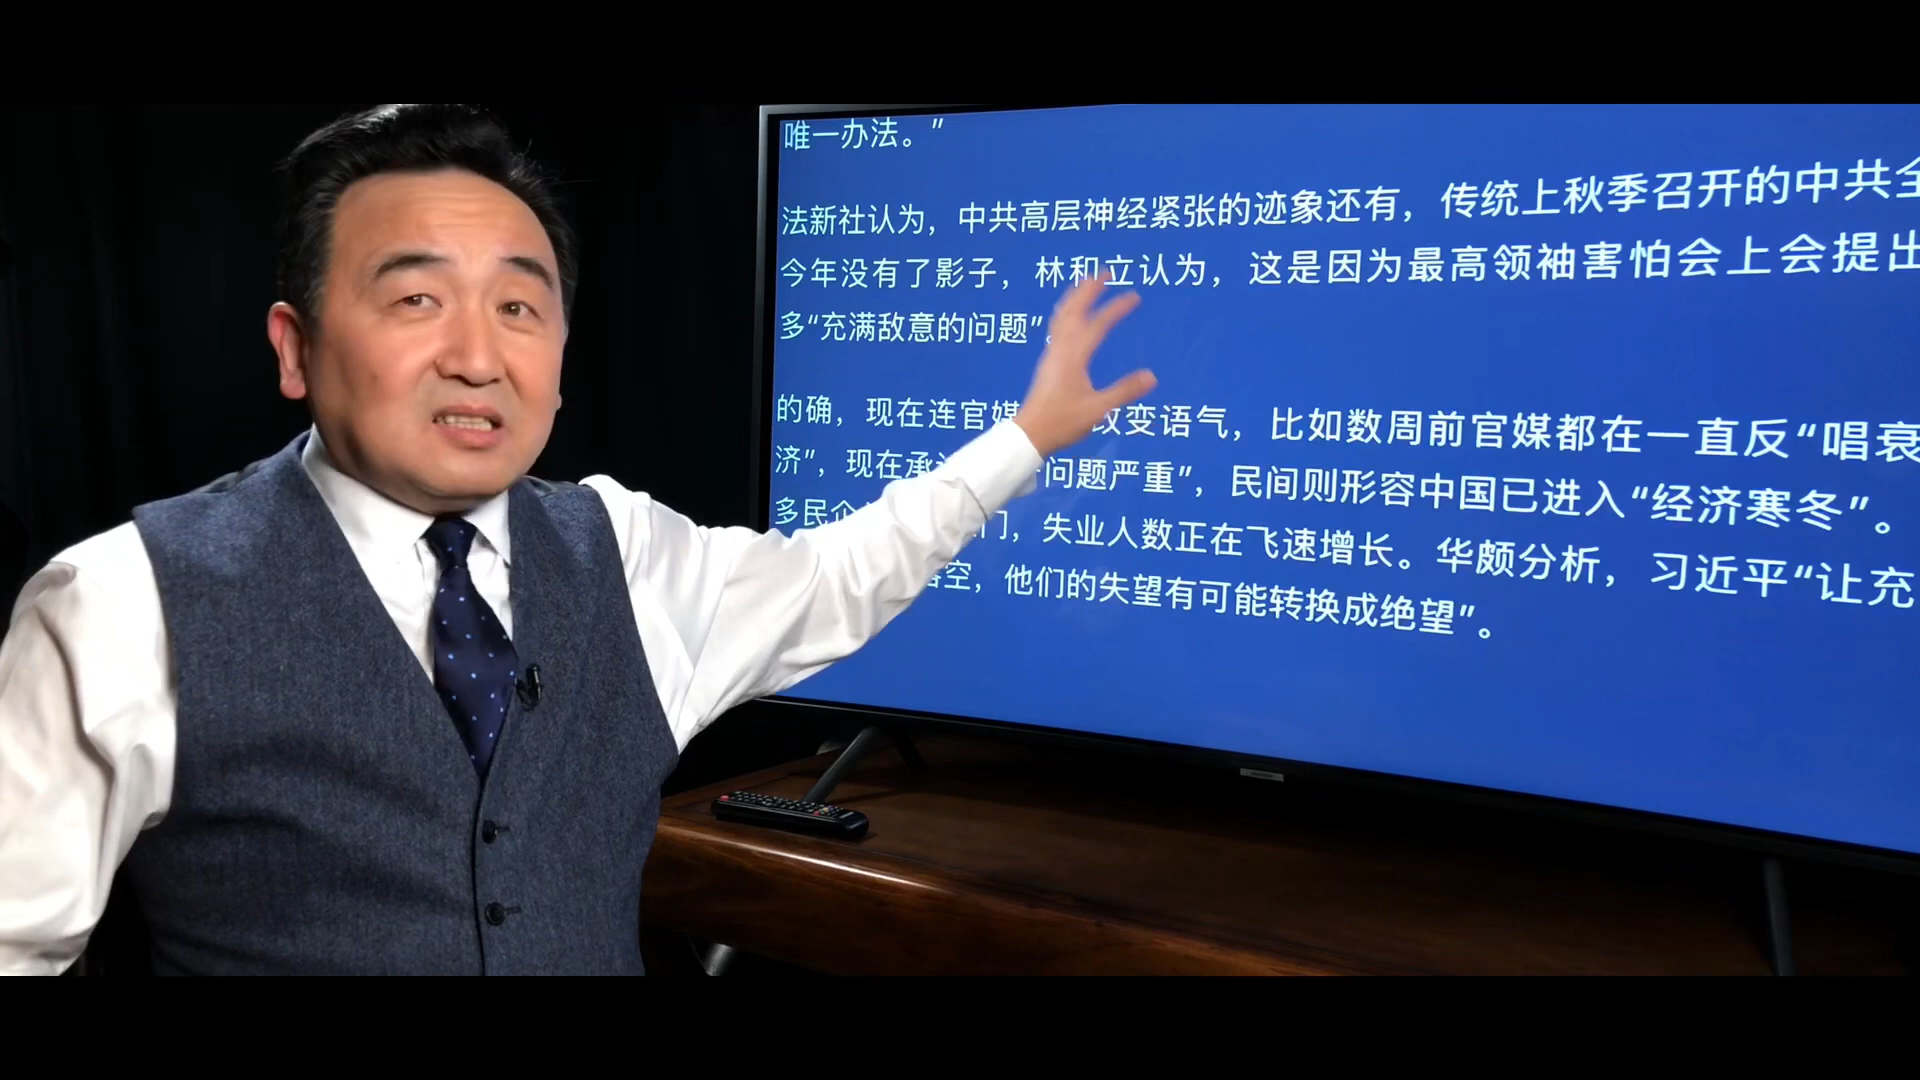 唯一办法。”
法新社认为，中共高层神经紧张的迹象还有，传统上秋季召开的中共全
今年没有了影子，林和立认为，这是因为最高领袖害怕会上会提出
多“充满敌意的问题”。
的确，现在连官媒 改变语气，比如数周前官媒都在一直反“唱衰
济”，现在承 问题严重”，民间则形容中国已进入“经济寒冬”。
多民企 门，失业人数正在飞速增长。华颇分析，习近平“让充
空，他们的失望有可能转换成绝望”。